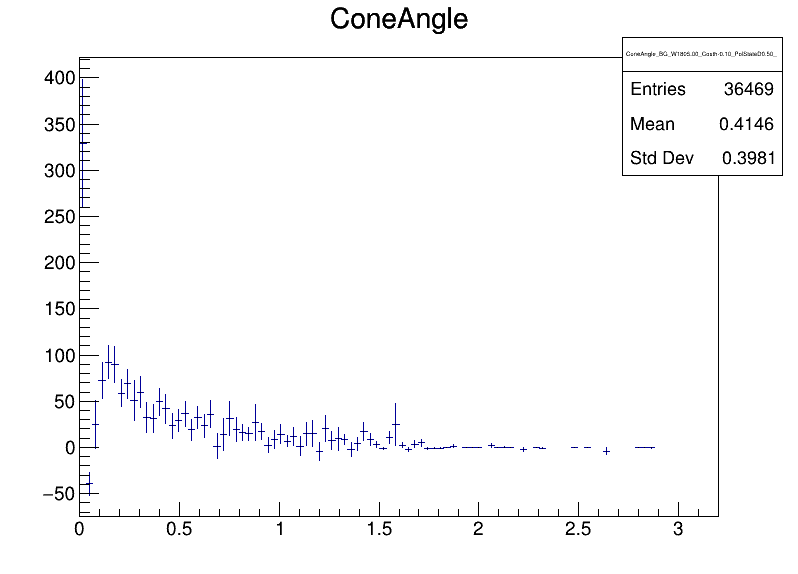 ConeAngle
ConeAngle_BG_W1805.00_Costh-0.10_PolStateD0.50_
Entries 36469
Mean 0.4146
Std Dev 0.3981
400
350
300
250
200
150
100
50
0
−50
0 0.5 1 1.5 2 2.5 3